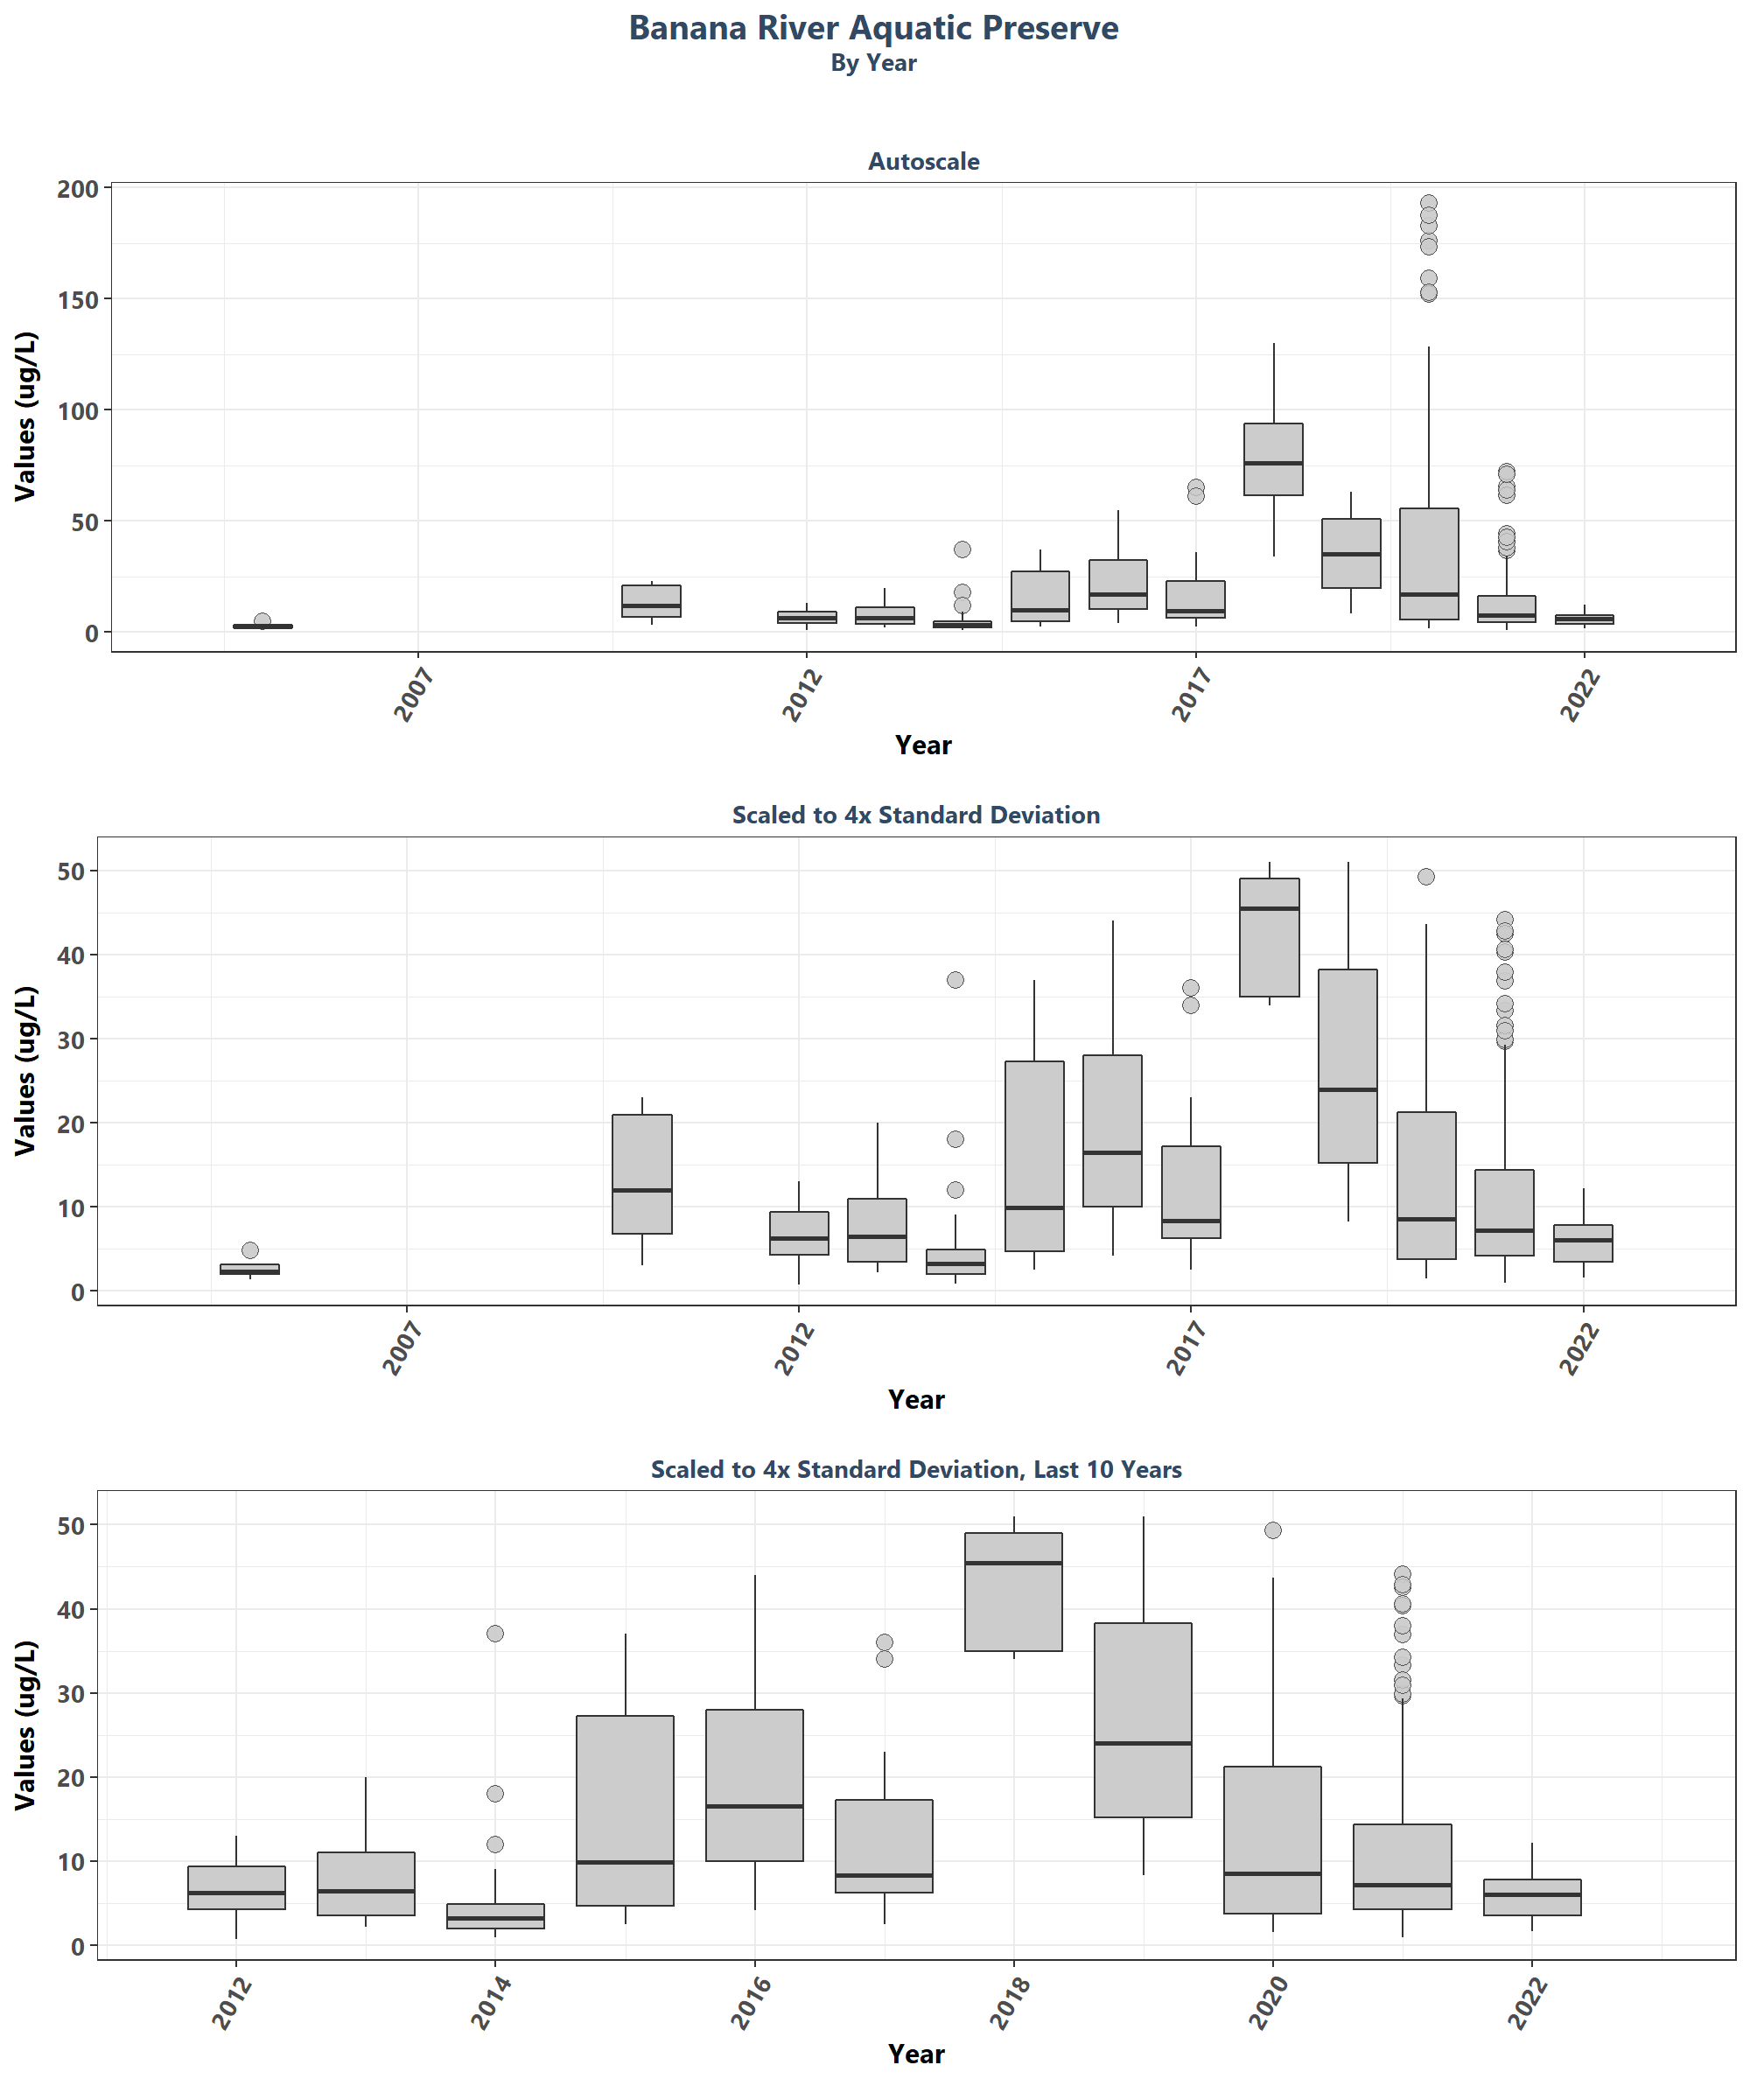 Banana River Aquatic Preserve
By Year
Autoscale
200
150
100
50
0
Values (ug/L)
2007
2012
2017
2022
Year
Scaled to 4x Standard Deviation
50
40
30
20
10
0
Values (ug/L)
2007
2012
2017
2022
Year
Scaled to 4x Standard Deviation, Last 10 Years
50
40
30
20
10
0
Values (ug/L)
2012
2014
2016
2018
2020
2022
Year